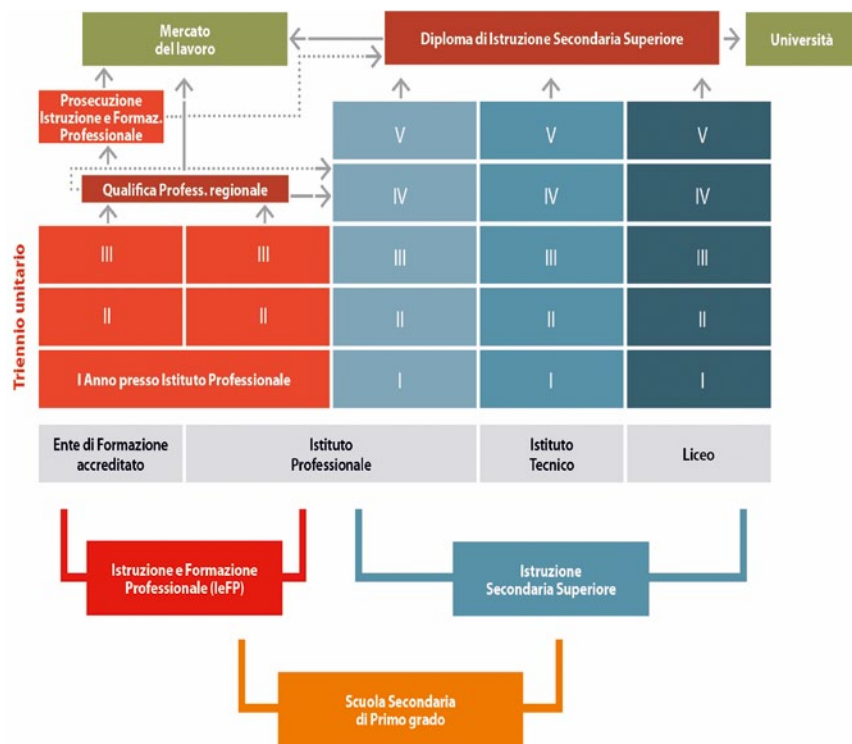 Mercato
del lavoro
Diploma di Istruzione Secondaria Superiore
Università
Prosecuzione
Istruzione e Formaz.
Professionale
Qualifica Profess. regionale
V
V
V
IV
IV
IV
III
III
III
III
III
II
II
II
II
II
I Anno presso Istituto Professionale
I
I
I
Triennio unitario
Ente di Formazione
accreditato
Istituto
Professionale
Istituto
Tecnico
Liceo
Istruzione e Formazione
Professionale (IeFP)
Istruzione
Secondaria Superiore
Scuola Secondaria
di Primo grado